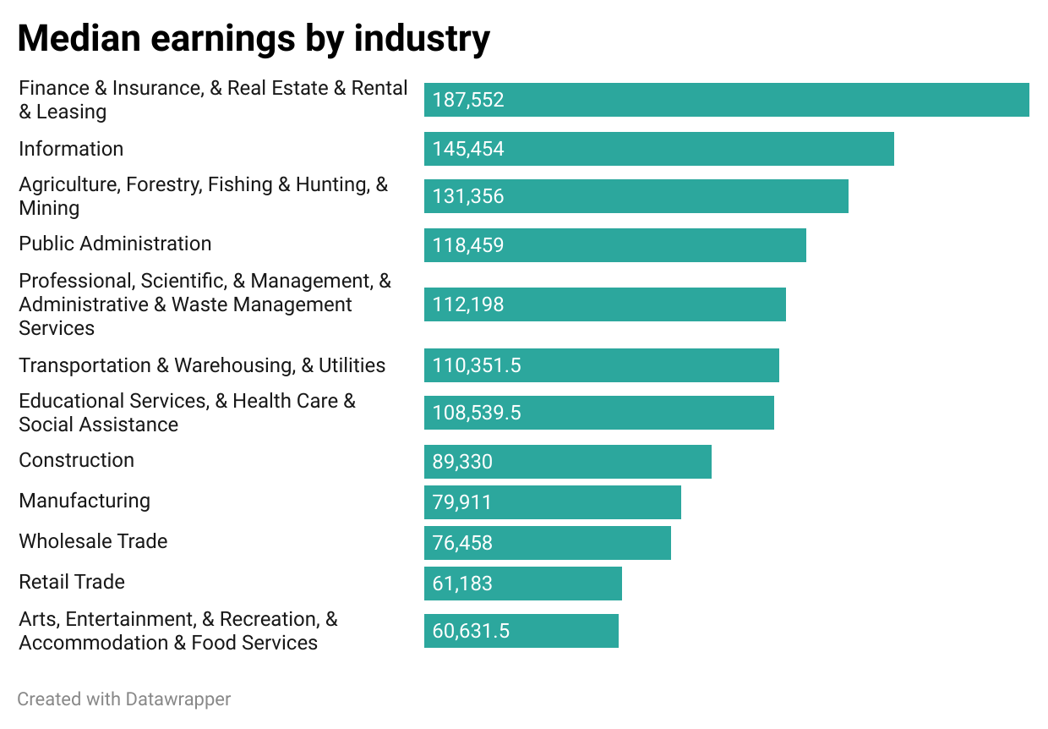 Median earnings by industry
Finance & Insurance, & Real Estate & Rental
& Leasing
187,552
Information
145,454
Agriculture, Forestry, Fishing & Hunting, &
Mining
131,356
Public Administration
118,459
Professional, Scientific, & Management, &
Administrative & Waste Management
Services
112,198
Transportation & Warehousing, & Utilities
110,351.5
Educational Services, & Health Care &
Social Assistance
108,539.5
Construction
89,330
Manufacturing
79,911
Wholesale Trade
76,458
Retail Trade
61,183
Arts, Entertainment, & Recreation, &
Accommodation & Food Services
60,631.5
Created with Datawrapper